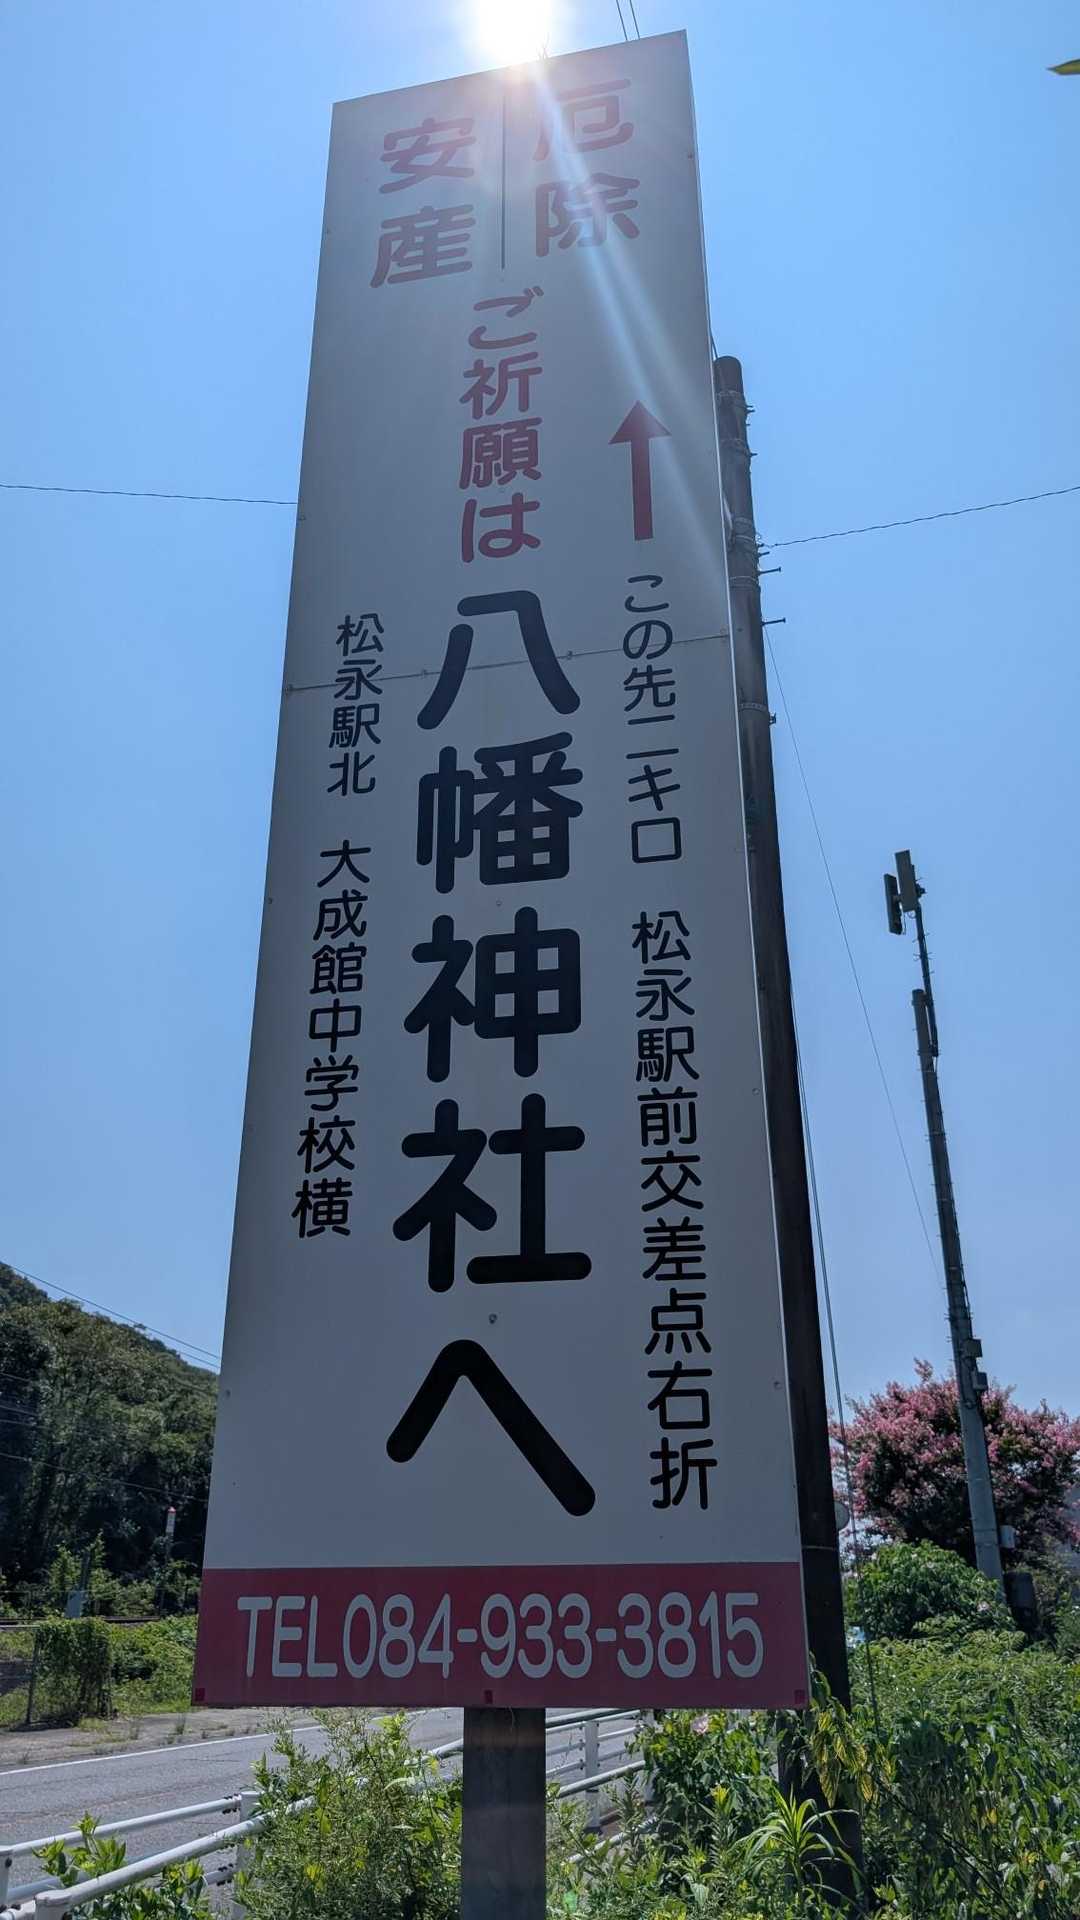 厄除
安産
ご祈願は
八幡神社へ
この先二キロ 松永駅前交差点右折
松永駅北 大成館中学校横
TEL084-933-3815